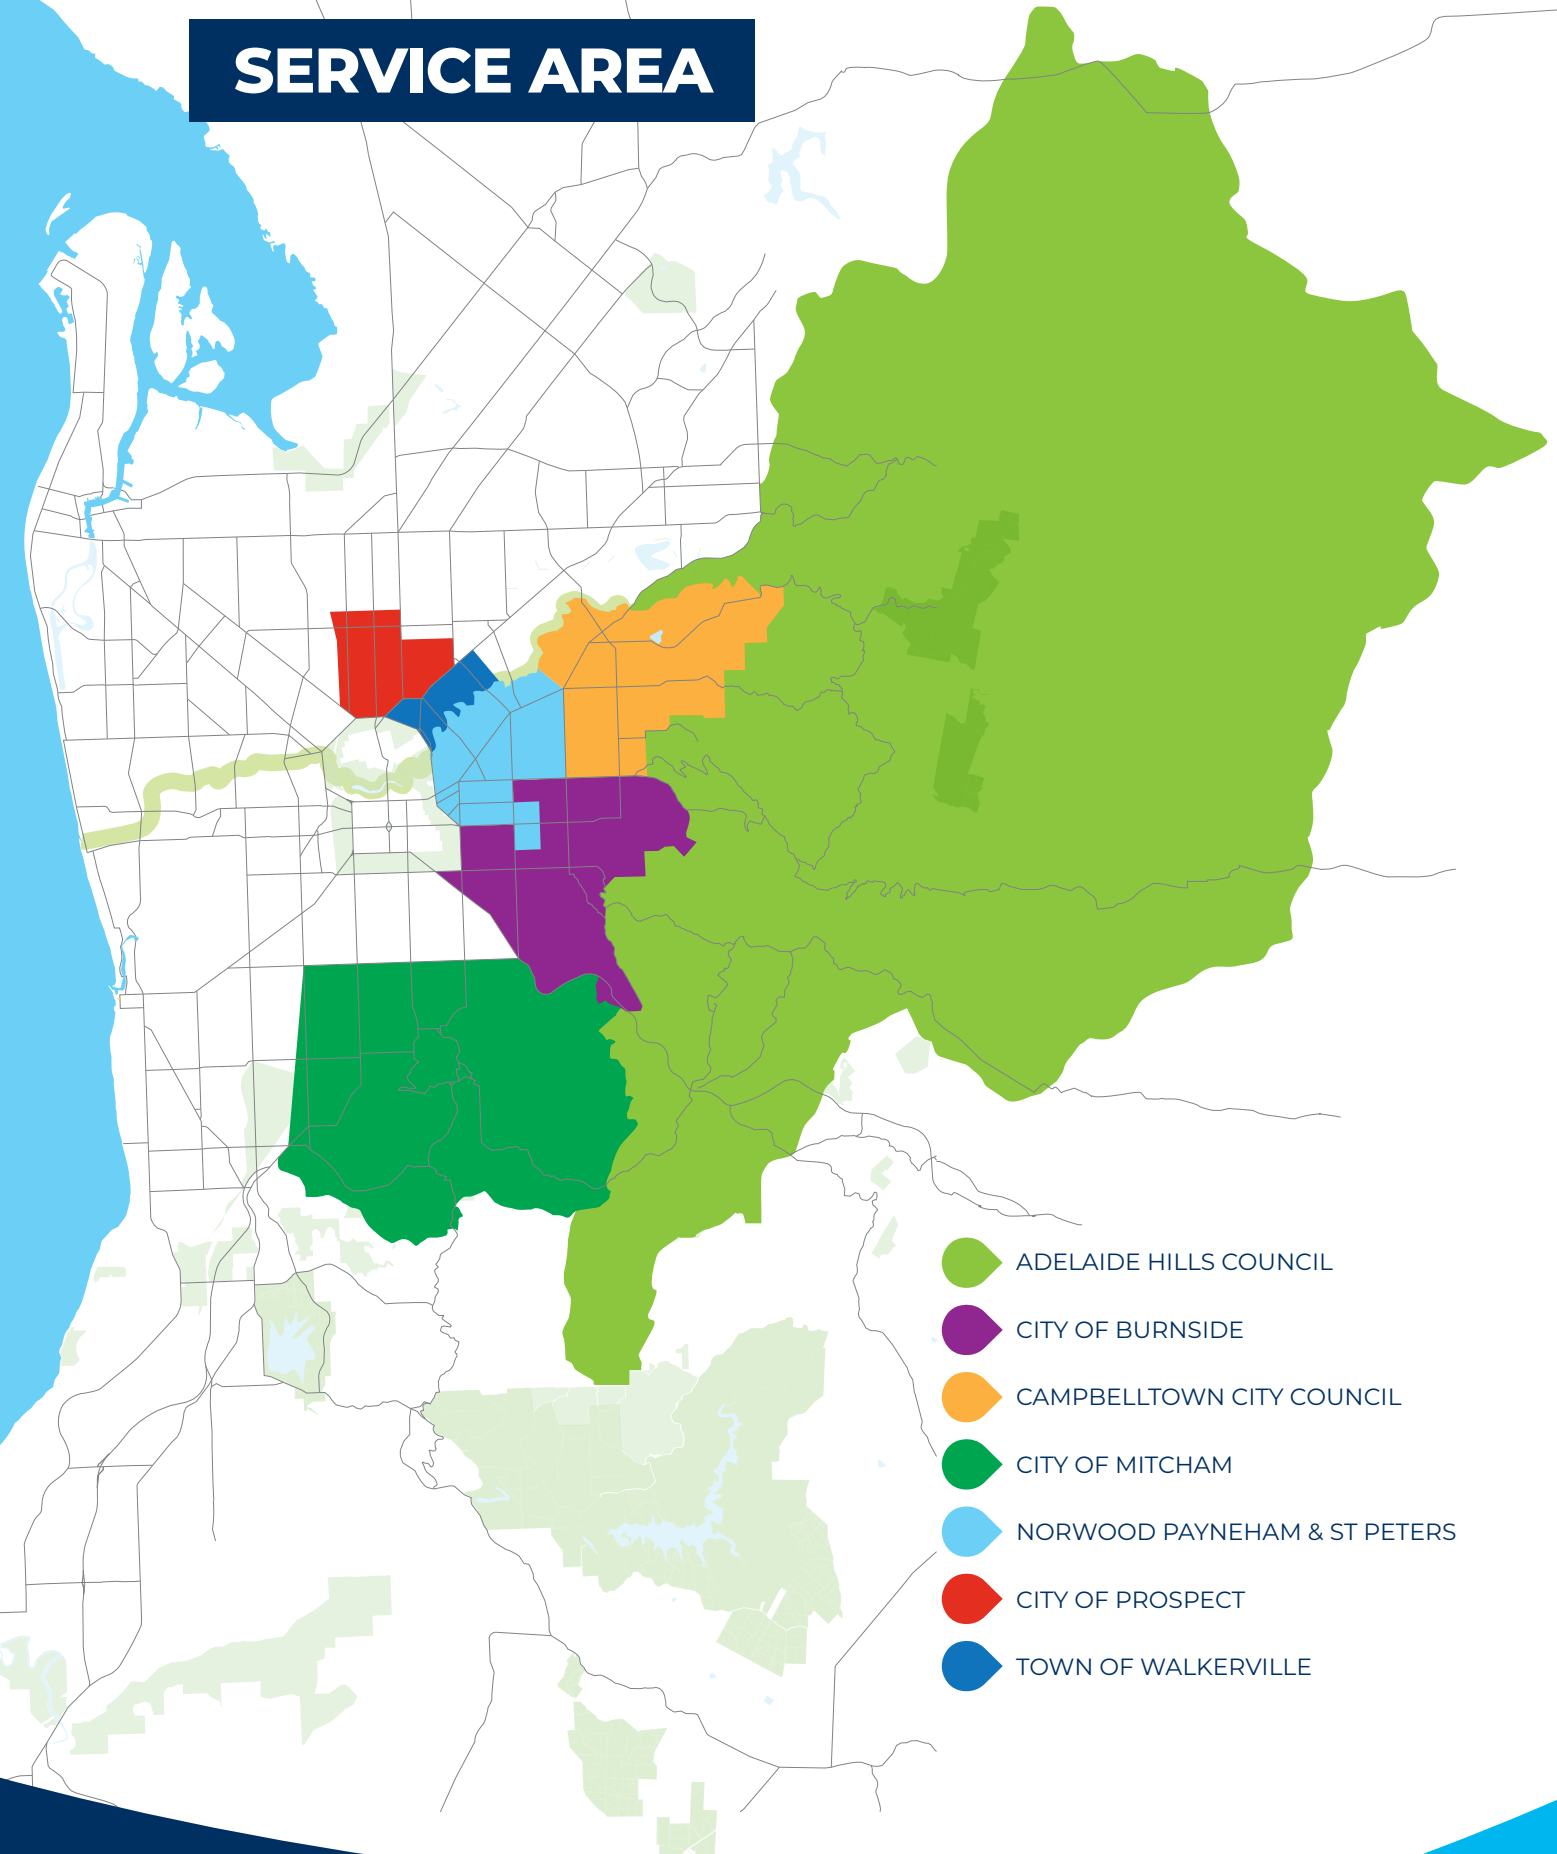 SERVICE AREA
ADELAIDE HILLS COUNCIL
CITY OF BURNSIDE
CAMPBELLTOWN CITY COUNCIL
CITY OF MITCHAM
NORWOOD PAYNEHAM & ST PETERS
CITY OF PROSPECT
TOWN OF WALKERVILLE